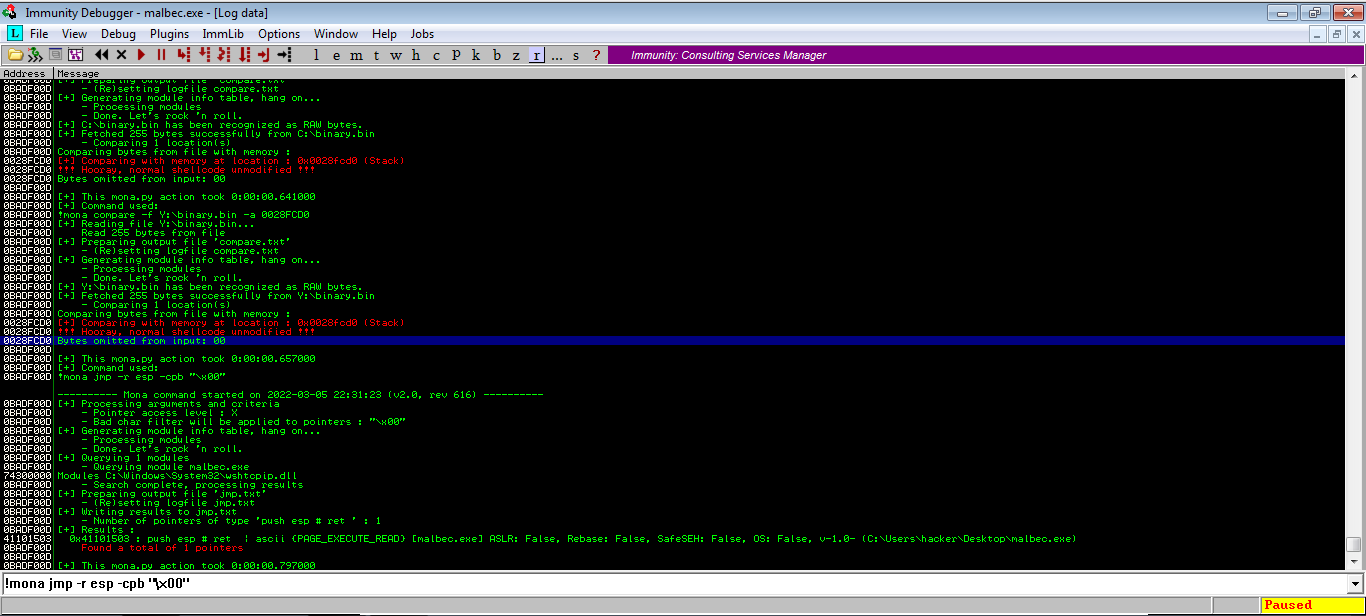 Immunity Debugger - malbec.exe - [Log data]
File View Debug Plugins ImmLib Options Window Help Jobs
l e m t w h c P k b z r ... s ? Immunity: Consulting Services Manager
Address Message
0BADF00D [+] Preparing output file 'compare.txt'
0BADF00D - (Re)setting logfile compare.txt
0BADF00D [+] Generating module info table, hang on...
0BADF00D - Processing modules
0BADF00D - Done. Let's rock 'n roll.
0BADF00D [+] C:\binary.bin has been recognized as RAW bytes.
0BADF00D [+] Fetched 255 bytes successfully from C:\binary.bin
0BADF00D - Comparing 1 location(s)
0BADF00D Comparing bytes from file with memory :
0028FCD0 [+] Comparing with memory at location : 0x0028fcd0 (Stack)
0028FCD0 !!! Hooray, normal shellcode unmodified !!!
0028FCD0 Bytes omitted from input: 00
0BADF00D
0BADF00D [+] This mona.py action took 0:00:00.641000
0BADF00D [+] Command used:
0BADF00D !mona compare -f Y:\binary.bin -a 0028FCD0
0BADF00D [+] Reading file Y:\binary.bin...
0BADF00D Read 255 bytes from file
0BADF00D [+] Preparing output file 'compare.txt'
0BADF00D - (Re)setting logfile compare.txt
0BADF00D [+] Generating module info table, hang on...
0BADF00D - Processing modules
0BADF00D - Done. Let's rock 'n roll.
0BADF00D [+] Y:\binary.bin has been recognized as RAW bytes.
0BADF00D [+] Fetched 255 bytes successfully from Y:\binary.bin
0BADF00D - Comparing 1 location(s)
0BADF00D Comparing bytes from file with memory :
0028FCD0 [+] Comparing with memory at location : 0x0028fcd0 (Stack)
0028FCD0 !!! Hooray, normal shellcode unmodified !!!
0028FCD0 Bytes omitted from input: 00
0BADF00D
0BADF00D [+] This mona.py action took 0:00:00.657000
0BADF00D [+] Command used:
0BADF00D !mona jmp -r esp -cpb "\x00"
---------- Mona command started on 2022-03-05 22:31:23 (v2.0, rev 616) ----------
0BADF00D [+] Processing arguments and criteria
0BADF00D - Pointer access level : X
0BADF00D - Bad char filter will be applied to pointers : "\x00"
0BADF00D [+] Generating module info table, hang on...
0BADF00D - Processing modules
0BADF00D - Done. Let's rock 'n roll.
0BADF00D [+] Querying 1 modules
0BADF00D - Querying module malbec.exe
74300000 Modules C:\Windows\System32\wshtcpip.dll
0BADF00D - Search complete, processing results
0BADF00D [+] Preparing output file 'jmp.txt'
0BADF00D - (Re)setting logfile jmp.txt
0BADF00D [+] Writing results to jmp.txt
0BADF00D - Number of pointers of type 'push esp # ret ' : 1
0BADF00D [+] Results :
41101503 0x41101503 : push esp # ret | ascii {PAGE_EXECUTE_READ} [malbec.exe] ASLR: False, Rebase: False, SafeSEH: False, OS: False, v-1.0- (C:\Users\hacker\Desktop\malbec.exe)
0BADF00D Found a total of 1 pointers
0BADF00D
0BADF00D [+] This mona.py action took 0:00:00.797000
!mona jmp -r esp -cpb "\x00"
Paused